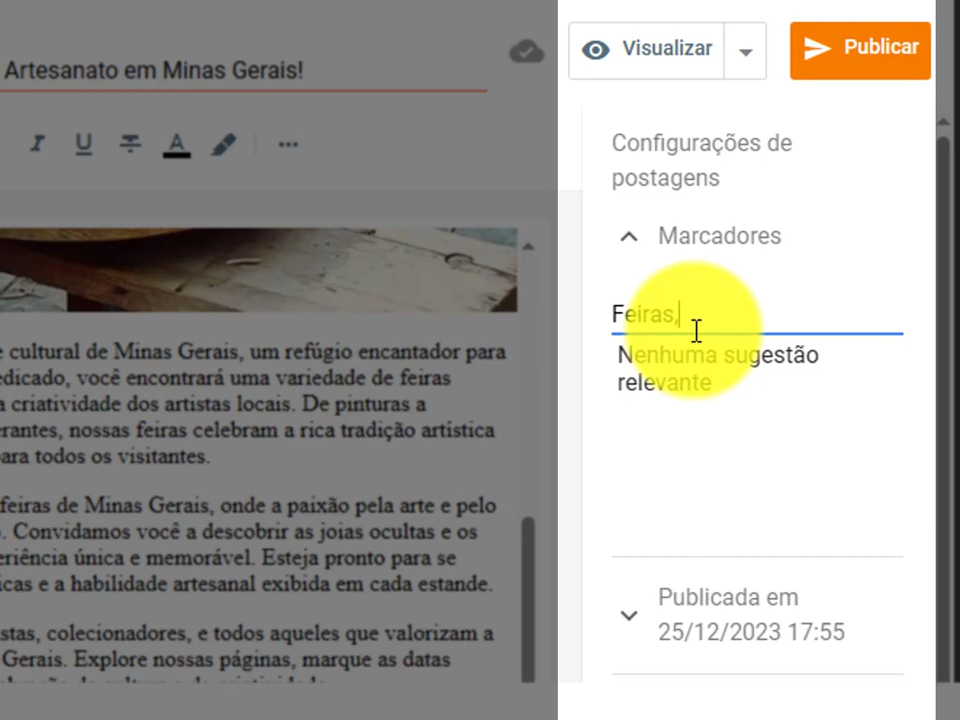 Artesanato em Minas Gerais!
Visualizar
Publicar
I U A
Configurações de
postagens
Marcadores
Feiras,
Nenhuma sugestão
relevante
e cultural de Minas Gerais, um refúgio encantador para
edicado, você encontrará uma variedade de feiras
a criatividade dos artistas locais. De pinturas a
erantes, nossas feiras celebram a rica tradição artística
para todos os visitantes.
feiras de Minas Gerais, onde a paixão pela arte e pelo
o. Convidamos você a descobrir as joias ocultas e os
eriência única e memorável. Esteja pronto para se
icas e a habilidade artesanal exibida em cada estande.
stas, colecionadores, e todos aqueles que valorizam a
Gerais. Explore nossas páginas, marque as datas
Publicada em
25/12/2023 17:55